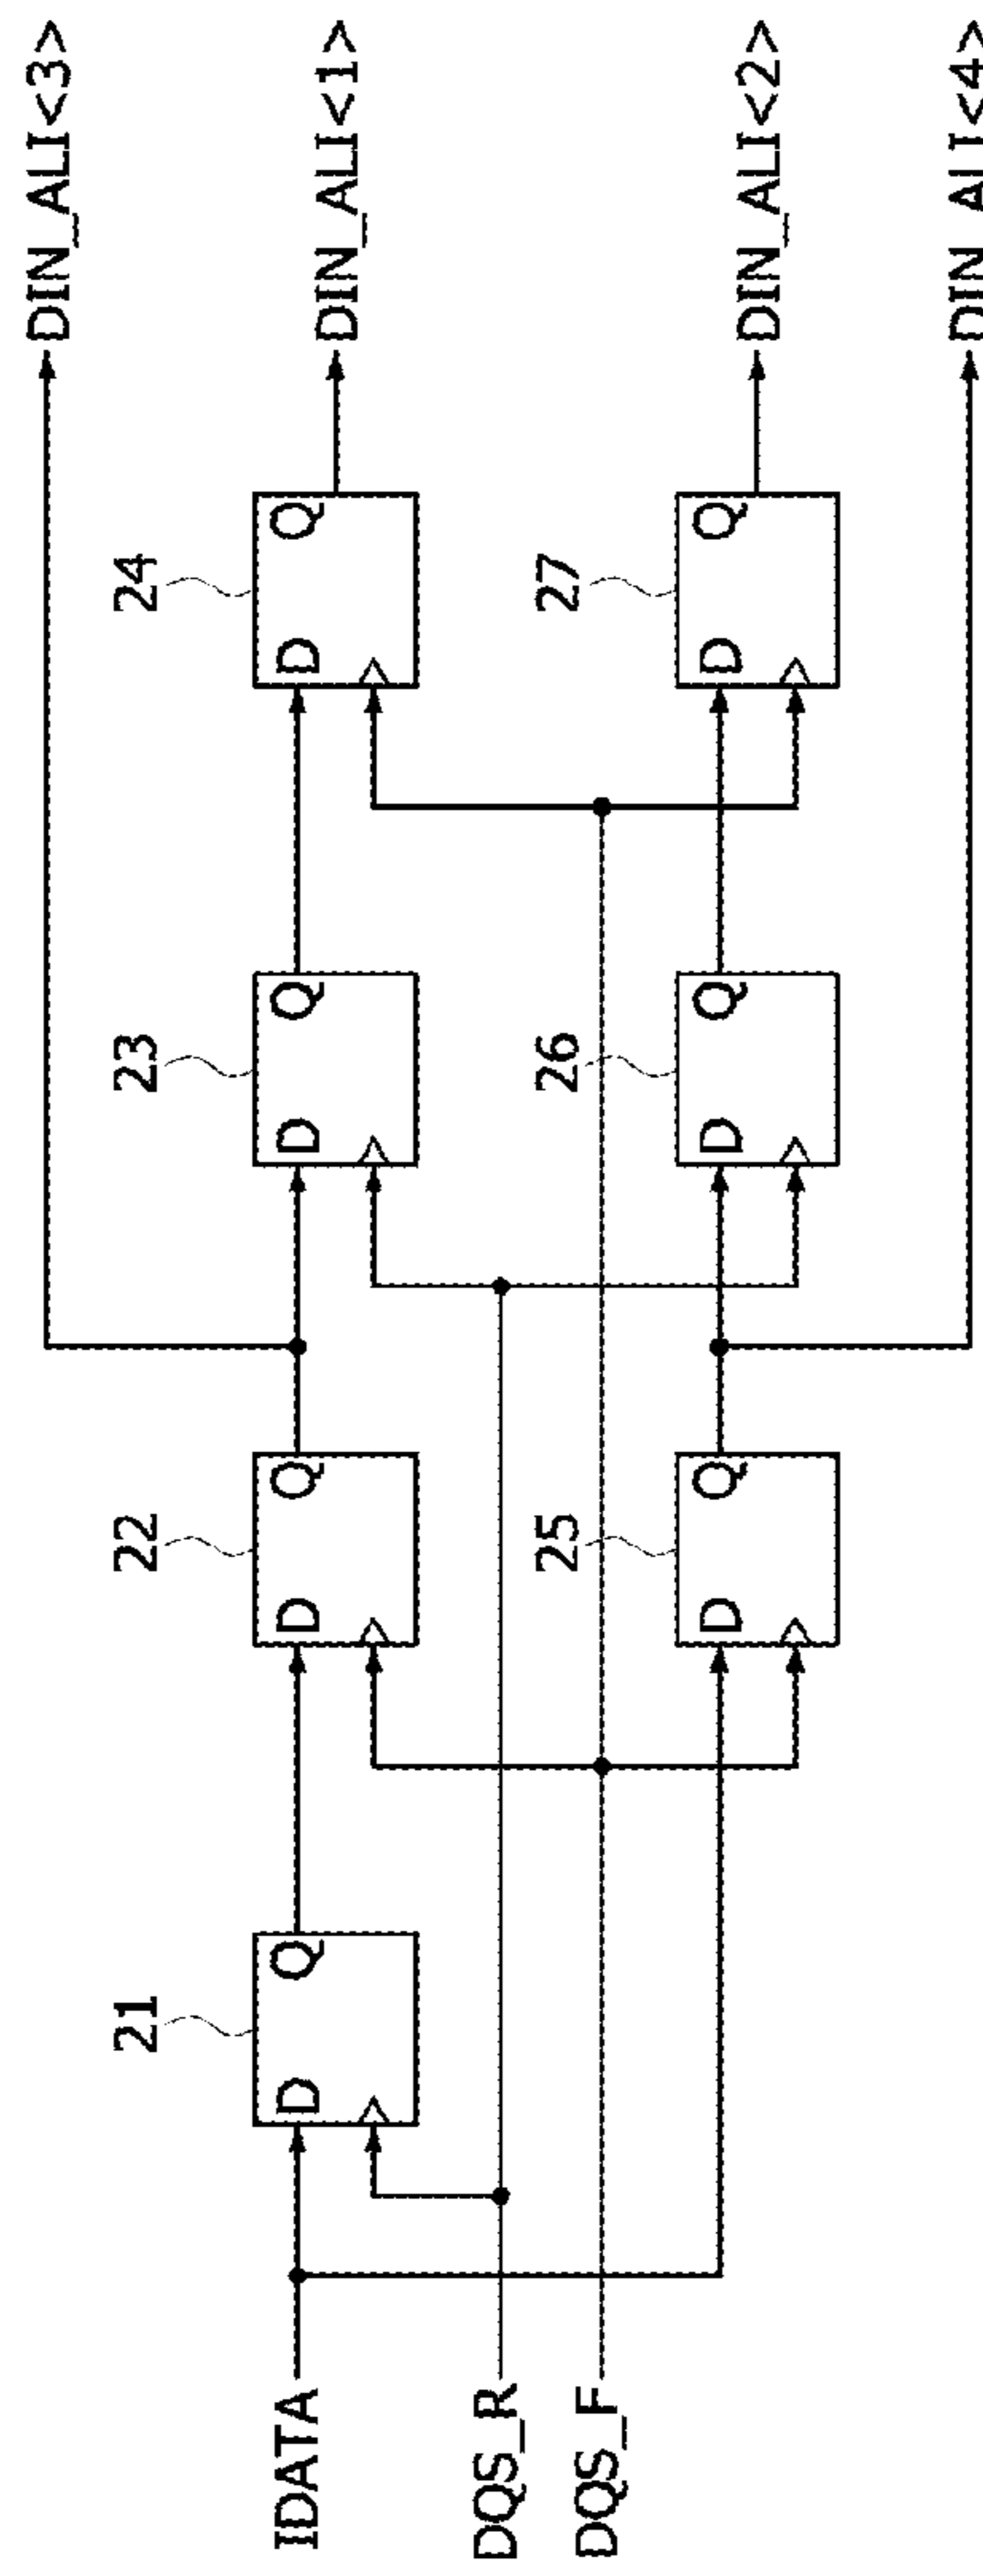 DIN_ALI<3>
21
22
23
24
D
Q
D
Q
D
Q
D
Q
DIN_ALI<1>
IDATA
DQS_R
DQS_F
25
26
27
D
Q
D
Q
D
Q
DIN_ALI<2>
DIN_ALI<4>